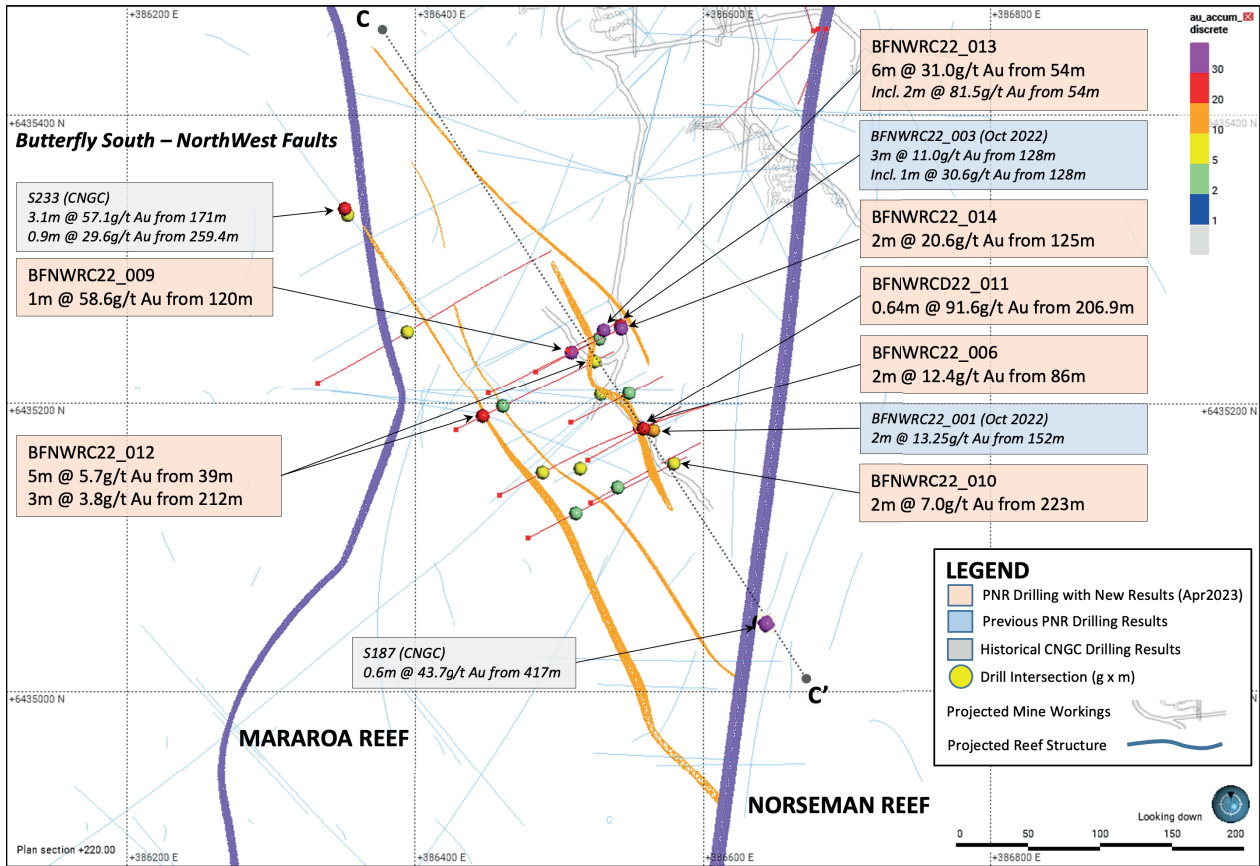 +386200 E
+386400 E
+386600 E
+386800 E
au_accum_
discrete
30
20
10
5
2
1
C
BFNWRC22_013
6m @ 31.0g/t Au from 54m
Incl. 2m @ 81.5g/t Au from 54m
+6435400 N
Butterfly South – NorthWest Faults
BFNWRC22_003 (Oct 2022)
3m @ 11.0g/t Au from 128m
Incl. 1m @ 30.6g/t Au from 128m
S233 (CNGC)
3.1m @ 57.1g/t Au from 171m
0.9m @ 29.6g/t Au from 259.4m
BFNWRC22_014
2m @ 20.6g/t Au from 125m
BFNWRC22_009
1m @ 58.6g/t Au from 120m
BFNWRCD22_011
0.64m @ 91.6g/t Au from 206.9m
BFNWRC22_006
2m @ 12.4g/t Au from 86m
+6435200 N
+6435200 N
BFNWRC22_001 (Oct 2022)
2m @ 13.25g/t Au from 152m
BFNWRC22_012
5m @ 5.7g/t Au from 39m
3m @ 3.8g/t Au from 212m
BFNWRC22_010
2m @ 7.0g/t Au from 223m
LEGEND
PNR Drilling with New Results (Apr2023)
Previous PNR Drilling Results
Historical CNGC Drilling Results
Drill Intersection (g x m)
Projected Mine Workings
Projected Reef Structure
S187 (CNGC)
0.6m @ 43.7g/t Au from 417m
C’
+6435000 N
MARAROA REEF
NORSEMAN REEF
Looking down
0
50
100
150
200
Plan section +220.00
+386200 E
+386400 E
+386600 E
+386800 E